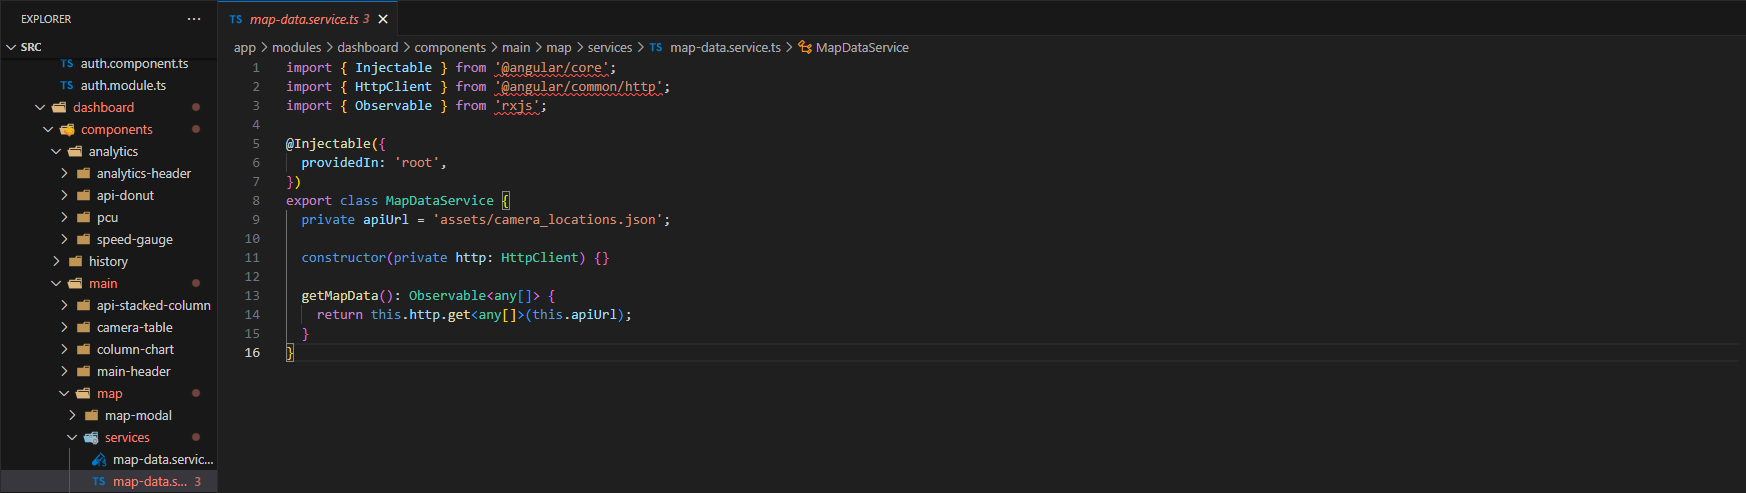 EXPLORER
SRC
auth.component.ts
auth.module.ts
dashboard
components
analytics
analytics-header
api-donut
pcu
speed-gauge
history
main
api-stacked-column
camera-table
column-chart
main-header
map
map-modal
services
TS map-data.servic...
TS map-data.s... 3
TS map-data.service.ts 3
app > modules > dashboard > components > main > map > services > TS map-data.service.ts > MapDataService
1 import { Injectable } from '@angular/core';
2 import { HttpClient } from '@angular/common/http';
3 import { Observable } from 'rxjs';
4
5 @Injectable({
6 providedIn: 'root',
7 })
8 export class MapDataService {
9 private apiUrl = 'assets/camera_locations.json';
10
11 constructor(private http: HttpClient) {}
12
13 getMapData(): Observable<any[]> {
14 return this.http.get<any[]>(this.apiUrl);
15 }
16 }